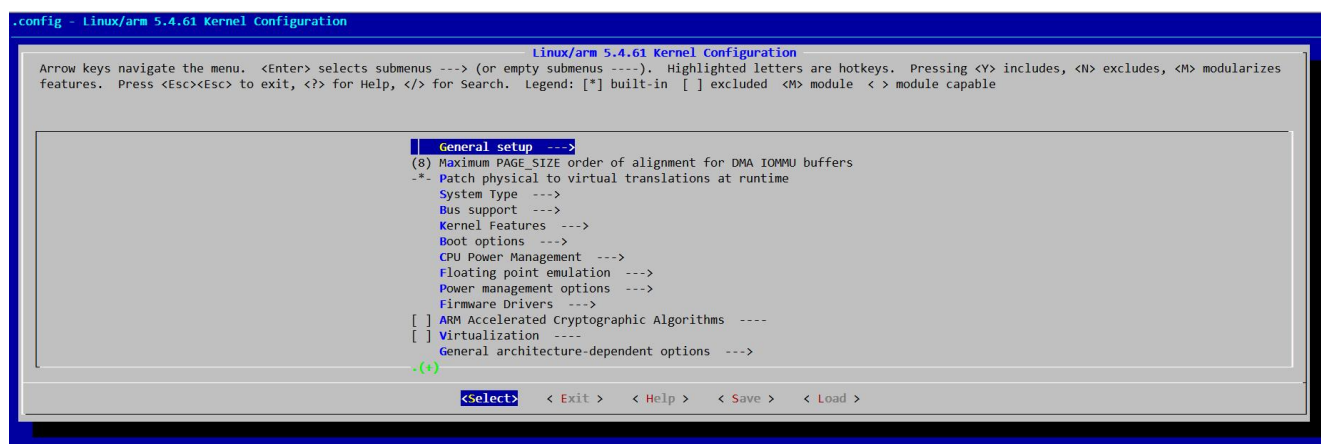 .config - Linux/arm 5.4.61 Kernel Configuration
Linux/arm 5.4.61 Kernel Configuration
Arrow keys navigate the menu.  <Enter> selects submenus ---> (or empty submenus ----).  Highlighted letters are hotkeys.  Pressing <Y> includes, <N> excludes, <M> modularizes
features.  Press <Esc><Esc> to exit, <?> for Help, </> for Search.  Legend: [*] built-in  [ ] excluded  <M> module  < > module capable
General setup  --->
(8) Maximum PAGE_SIZE order of alignment for DMA IOMMU buffers
-*- Patch physical to virtual translations at runtime
System Type  --->
Bus support  --->
Kernel Features  --->
Boot options  --->
CPU Power Management  --->
Floating point emulation  --->
Power management options  --->
Firmware Drivers  --->
[ ] ARM Accelerated Cryptographic Algorithms  ----
[ ] Virtualization  ----
General architecture-dependent options  --->
.(+)
<Select>    < Exit >    < Help >    < Save >    < Load >